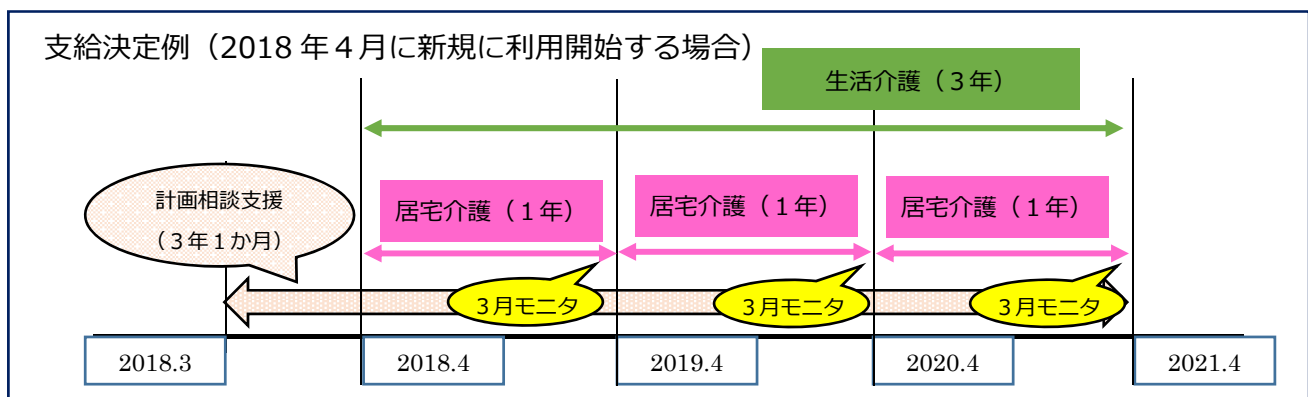 支給決定例（2018 年４月に新規に利用開始する場合）
生活介護（３年）
計画相談支援
（３年１か月）
居宅介護（１年）
居宅介護（１年）
居宅介護（１年）
３月モニタ
３月モニタ
３月モニタ
2018.3
2018.4
2019.4
2020.4
2021.4